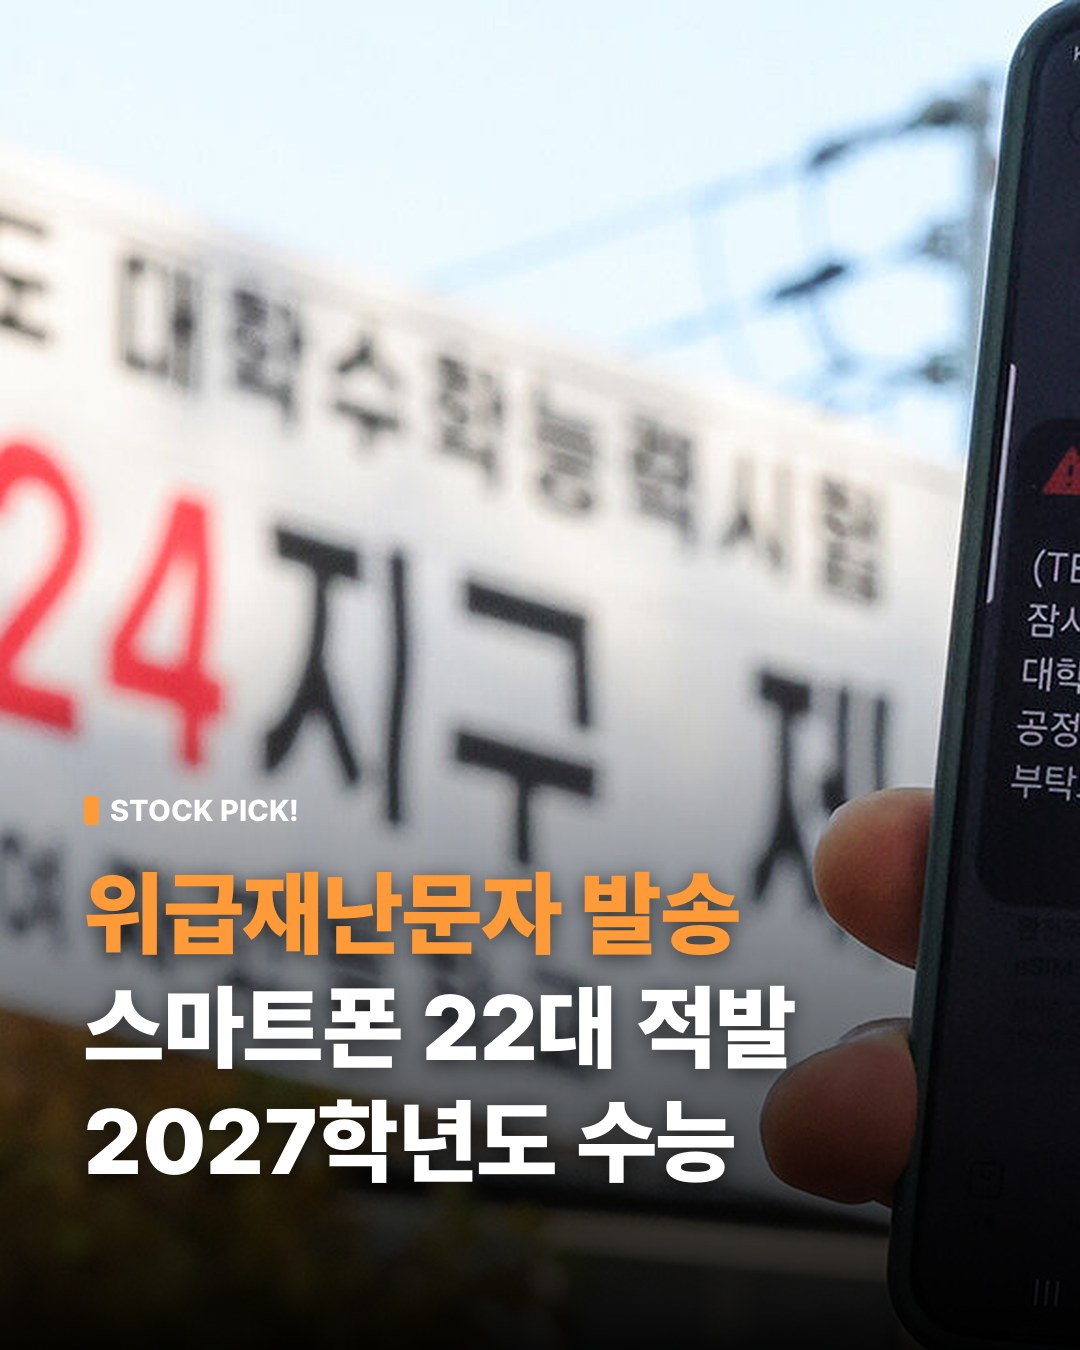 도 대학수학능력시험
24지구 제
(TE
잠시
대학
공정
부탁
STOCK PICK!
위급재난문자 발송
스마트폰 22대 적발
2027학년도 수능